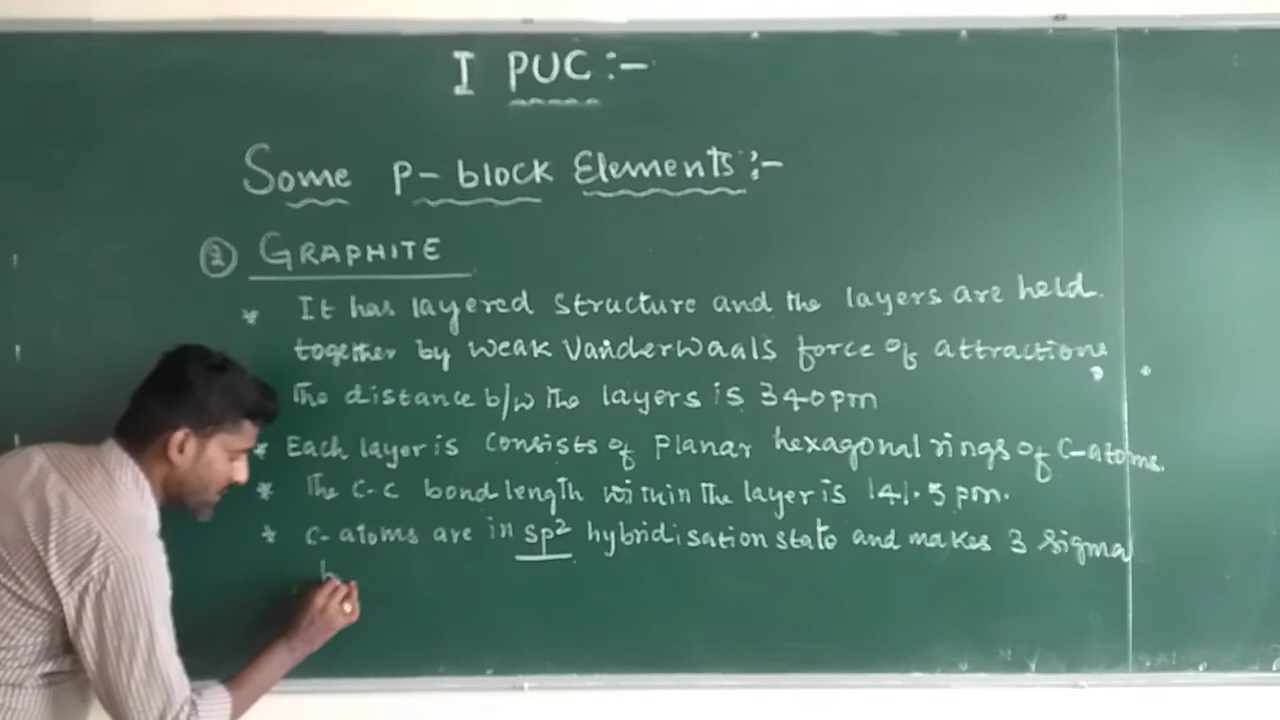 I PUC :-
Some p-block Elements :-
② GRAPHITE
* It has layered structure and the layers are held.
together by weak Vanderwaals force of attractions
The distance b/w the layers is 340pm
* Each layer is consists of planar hexagonal rings of C-atoms.
* The C-C bond length within the layer is 141.5 pm.
* C-atoms are in sp² hybridisation state and makes 3 sigma
b